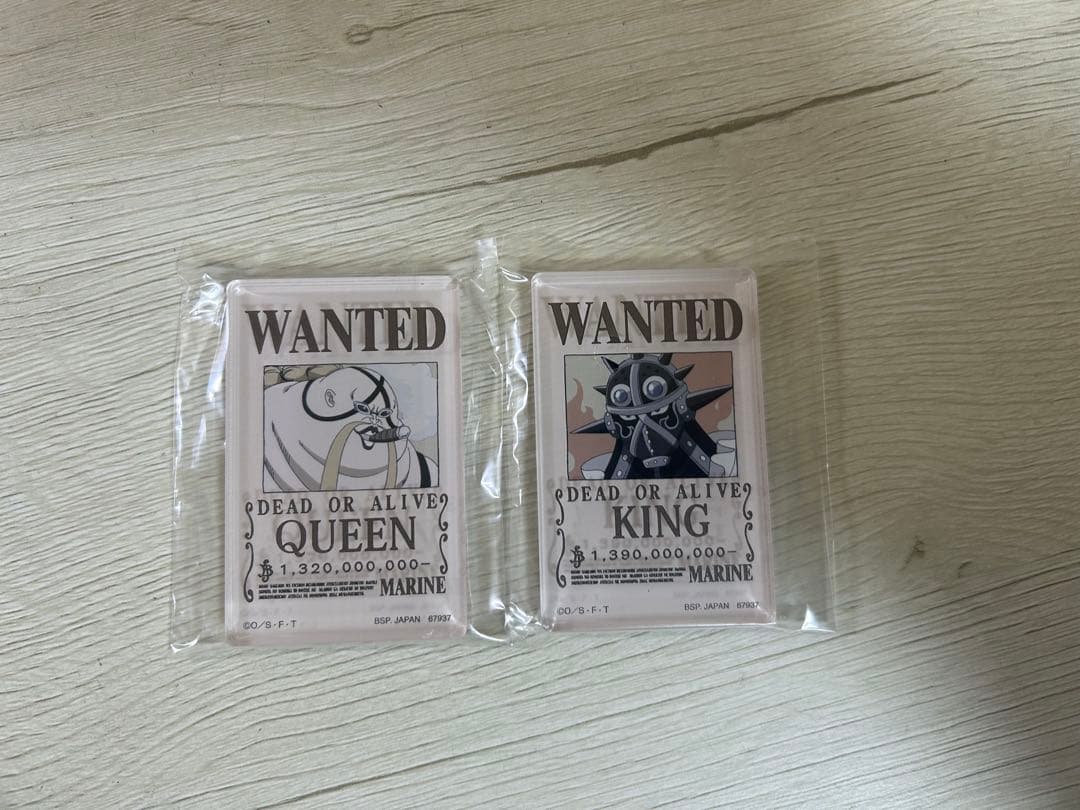 WANTED
DEAD OR ALIVE
QUEEN
1,320,000,000-
MARINE
©O/S・F・T
BSP. JAPAN 67937
WANTED
DEAD OR ALIVE
KING
1,390,000,000-
MARINE
©O/S・F・T
BSP. JAPAN 67937